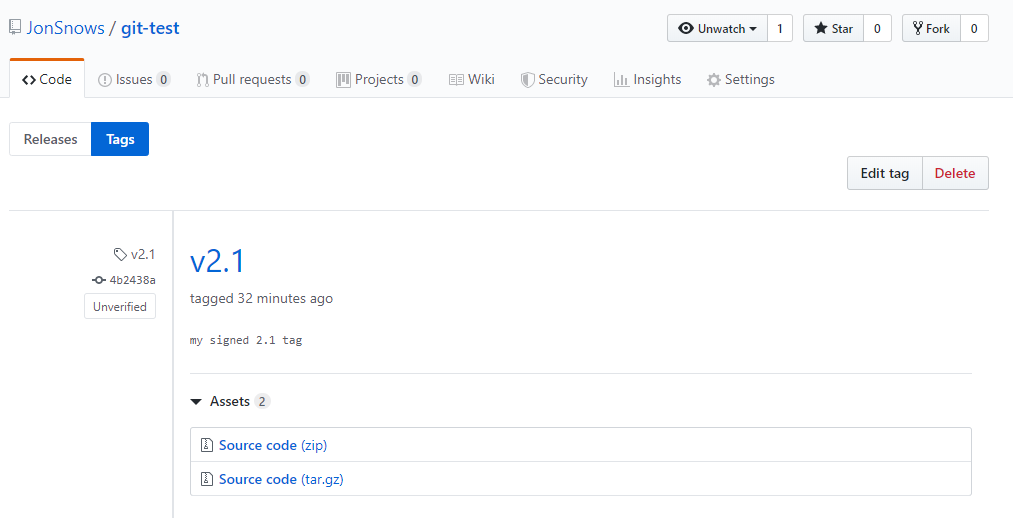 JonSnows / git-test
Unwatch 1 Star 0 Fork 0
Code Issues 0 Pull requests 0 Projects 0 Wiki Security Insights Settings
Releases Tags
Edit tag Delete
v2.1
4b2438a
Unverified
v2.1
tagged 32 minutes ago
my signed 2.1 tag
Assets 2
Source code (zip)
Source code (tar.gz)